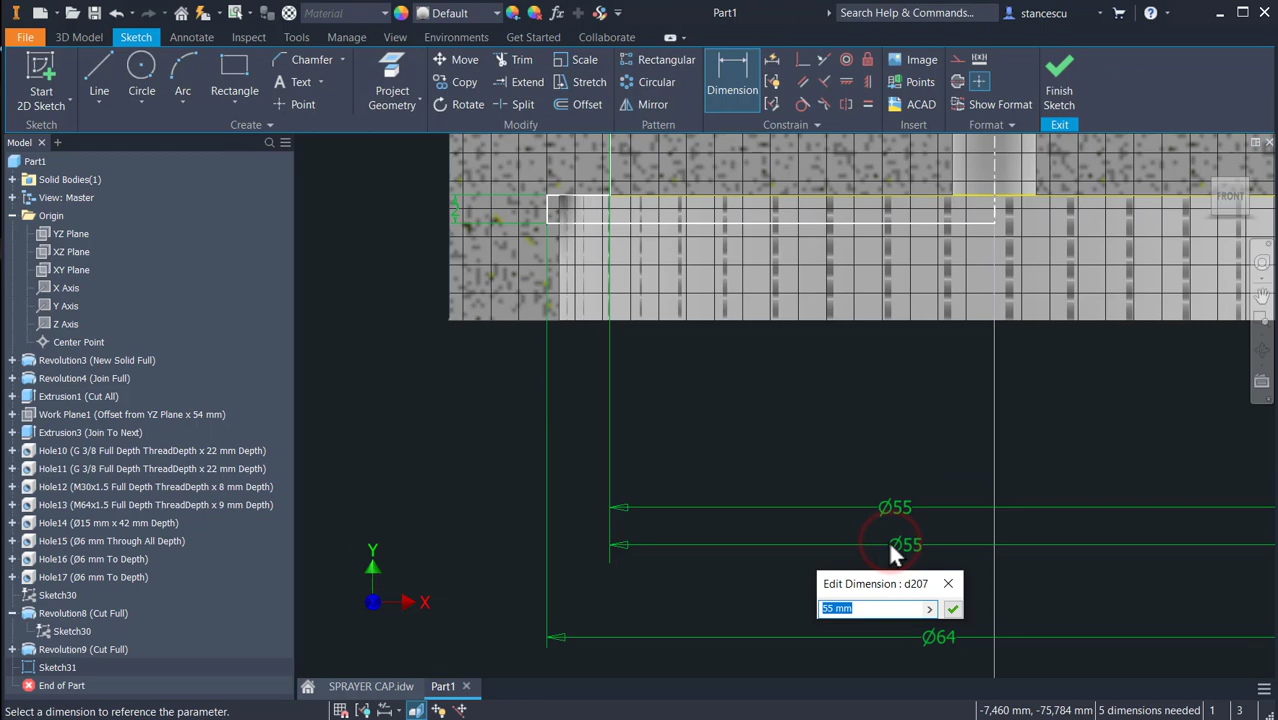 Material
Default
Part1
Search Help & Commands...
stancescu
File
3D Model
Sketch
Annotate
Inspect
Tools
Manage
View
Environments
Get Started
Collaborate
Start
2D Sketch
Line
Circle
Arc
Rectangle
Chamfer
Text
Point
Project
Geometry
Move
Copy
Rotate
Trim
Extend
Split
Scale
Stretch
Offset
Rectangular
Circular
Mirror
Dimension
Image
Points
ACAD
Show Format
Finish
Sketch
Sketch
Create
Modify
Pattern
Constrain
Insert
Format
Exit
Model
Part1
Solid Bodies(1)
View: Master
Origin
YZ Plane
XZ Plane
XY Plane
X Axis
Y Axis
Z Axis
Center Point
Revolution3 (New Solid Full)
Revolution4 (Join Full)
Extrusion1 (Cut All)
Work Plane1 (Offset from YZ Plane x 54 mm)
Extrusion3 (Join To Next)
Hole10 (G 3/8 Full Depth ThreadDepth x 22 mm Depth)
Hole11 (G 3/8 Full Depth ThreadDepth x 22 mm Depth)
Hole12 (M30x1.5 Full Depth ThreadDepth x 8 mm Depth)
Hole13 (M64x1.5 Full Depth ThreadDepth x 9 mm Depth)
Hole14 (Ø15 mm x 42 mm Depth)
Hole15 (Ø6 mm Through All Depth)
Hole16 (Ø6 mm To Depth)
Hole17 (Ø6 mm To Depth)
Sketch30
Revolution8 (Cut Full)
Sketch30
Revolution9 (Cut Full)
Sketch31
End of Part
FRONT
2
Ø55
Ø55
Edit Dimension : d207
55 mm
Ø64
Y
X
SPRAYER CAP.idw
Part1
Select a dimension to reference the parameter.
-7,460 mm, -75,784 mm
5 dimensions needed
1
3